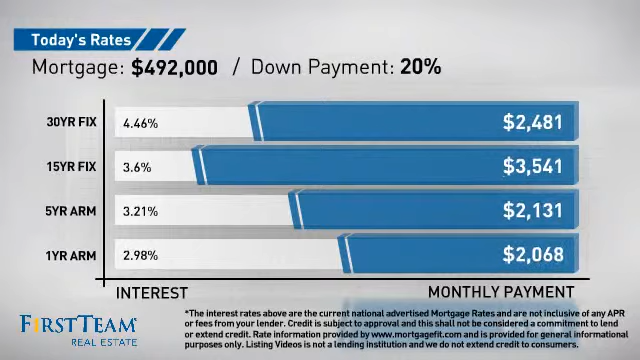 Today's Rates
Mortgage: $492,000 / Down Payment: 20%
30YR FIX 4.46% $2,481
15YR FIX 3.6% $3,541
5YR ARM 3.21% $2,131
1YR ARM 2.98% $2,068
INTEREST MONTHLY PAYMENT
FIRSTTEAM®
REAL ESTATE
*The interest rates above are the current national advertised Mortgage Rates and are not inclusive of any APR
or fees from your lender. Credit is subject to approval and this shall not be considered a commitment to lend
or extend credit. Rate information provided by www.mortgagefit.com and is provided for general informational
purposes only. Listing Videos is not a lending institution and we do not extend credit to consumers.